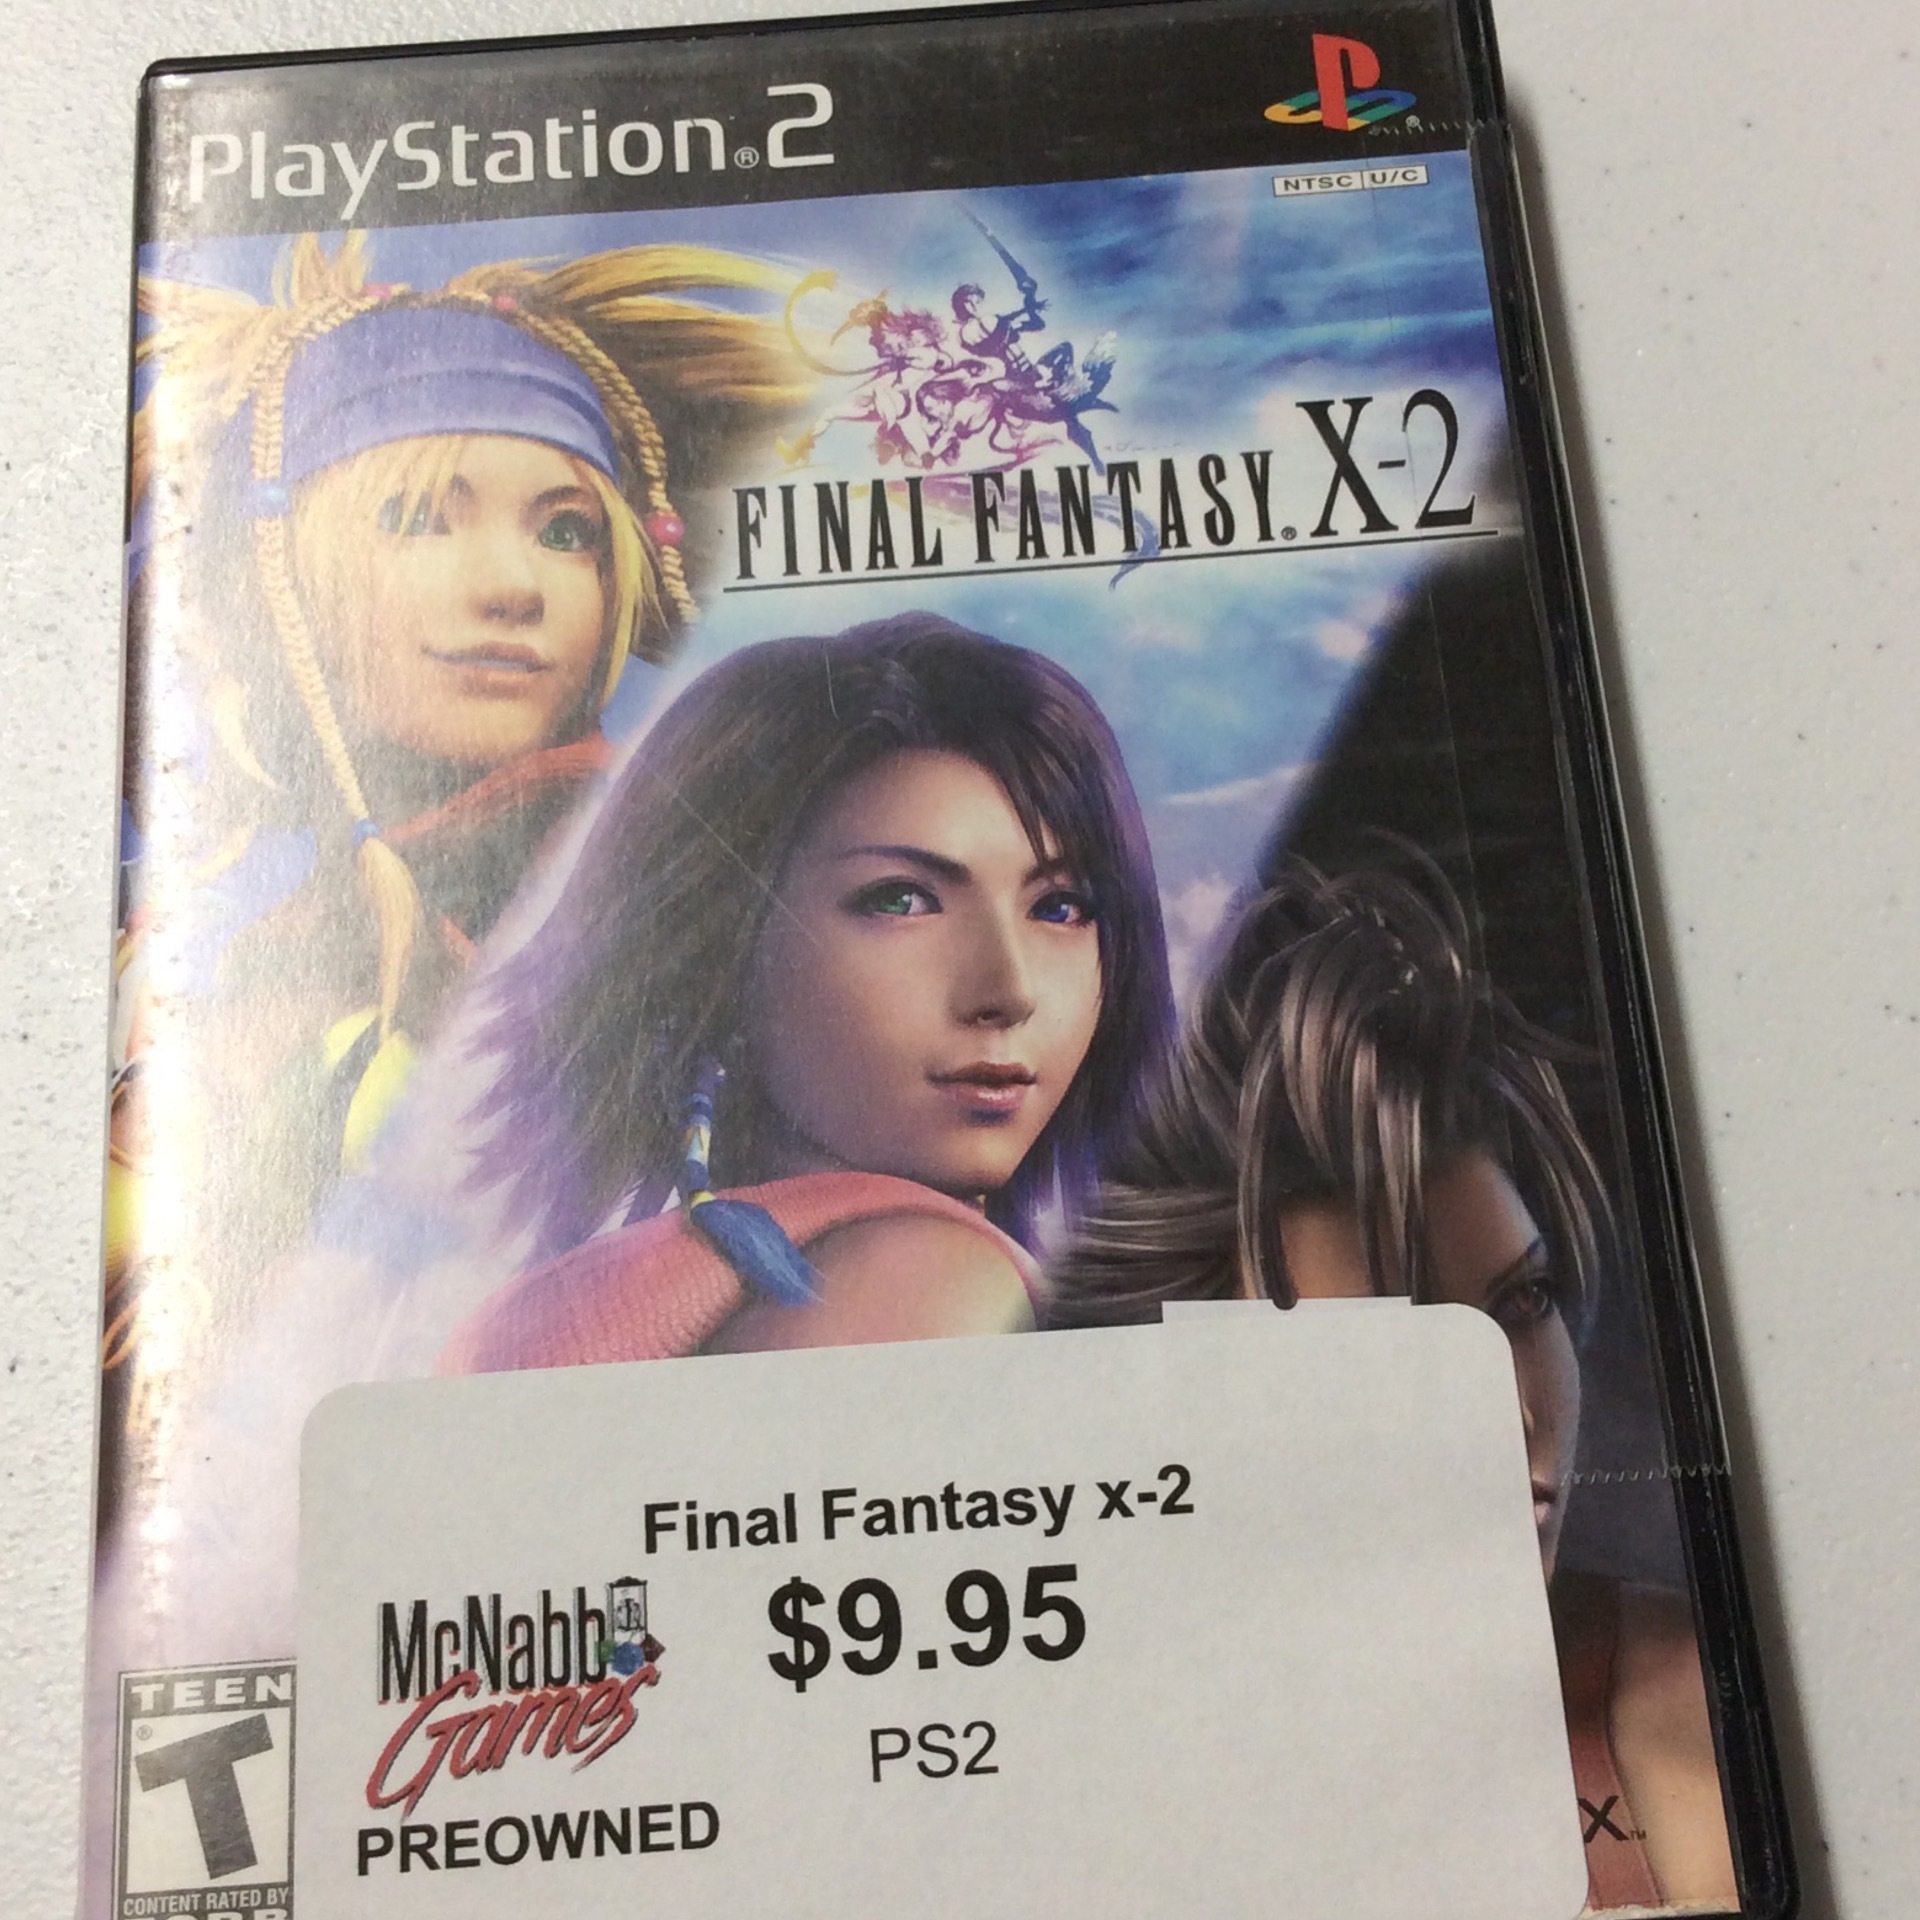 PlayStation®2
NTSC U/C
FINAL FANTASY® X-2
Final Fantasy x-2
McNabb
Games
$9.95
PS2
PREOWNED
TEEN
®
T
CONTENT RATED BY
X™